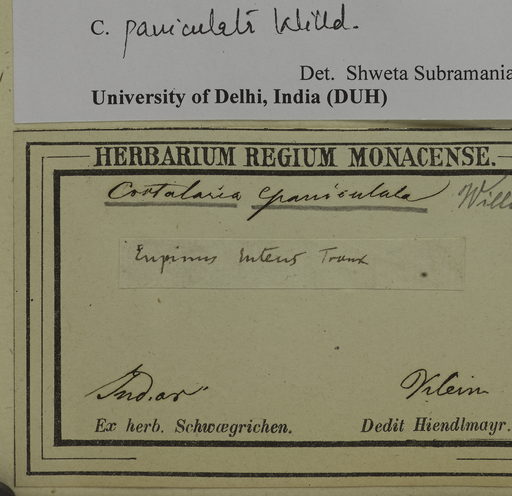 C. paniculata Willd.
Det. Shweta Subramania
University of Delhi, India (DUH)
HERBARIUM REGIUM MONACENSE.
Crotalaria paniculata Willd
Lupinus luteus Tranx
Ind. or. Klein
Ex herb. Schwægrichen. Dedit Hiendlmayr.